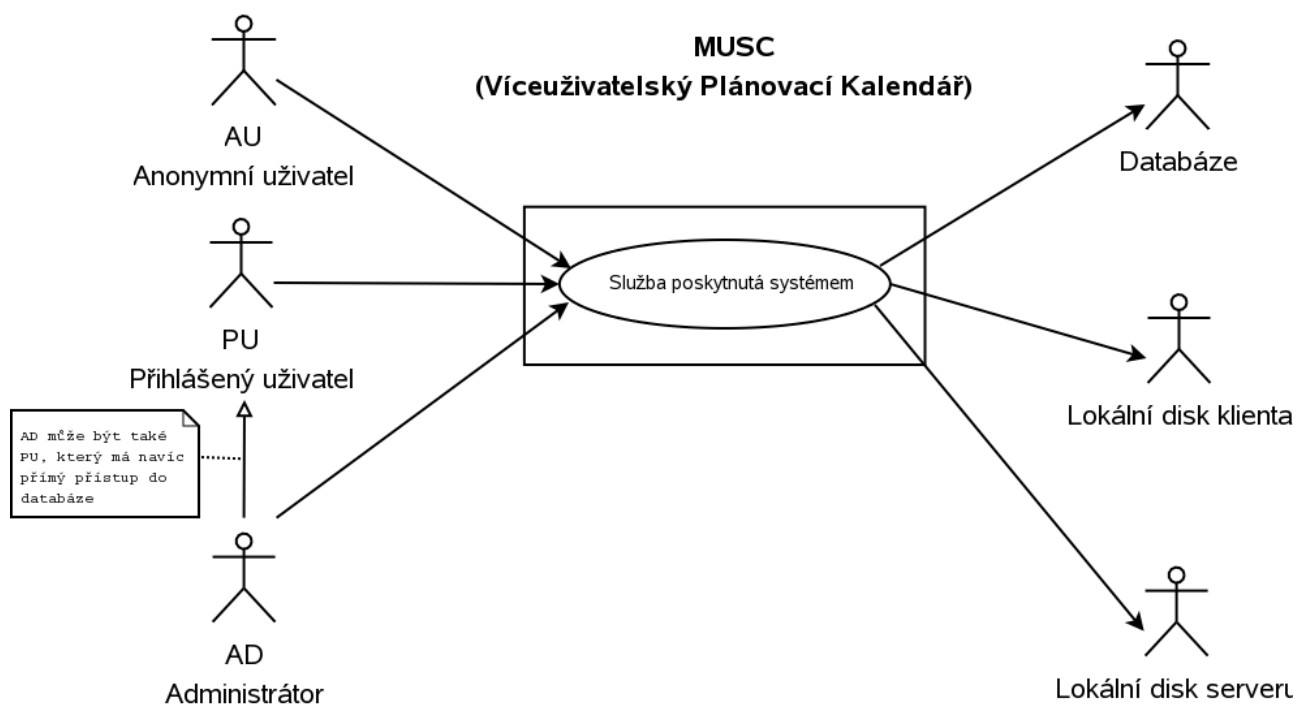 MUSC
(Víceuživatelský Plánovací Kalendář)
AU
Anonymní uživatel
Databáze
Služba poskytnutá systémem
PU
Přihlášený uživatel
Lokální disk klienta
AD může být také
PU, který má navíc
přímý přístup do
databáze
AD
Administrátor
Lokální disk serveru